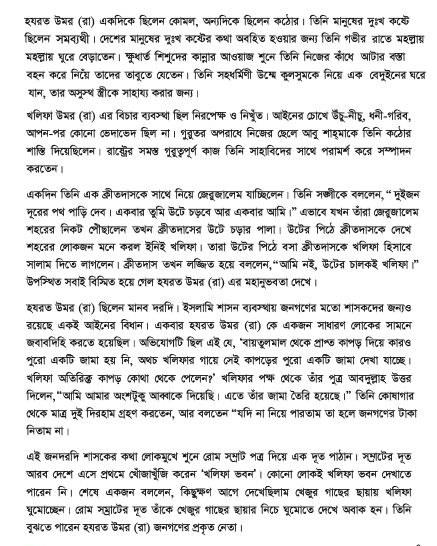 হযরত উমর (রা) একদিকে ছিলেন কোমল, অন্যদিকে ছিলেন কঠোর। তিনি মানুষের দুঃখ কষ্টে
ছিলেন সমব্যথী। দেশের মানুষের দুঃখ কষ্টের কথা অবহিত হওয়ার জন্য তিনি গভীর রাতে মহল্লায়
মহল্লায় ঘুরে বেড়াতেন। ক্ষুধার্ত শিশুদের কান্নার আওয়াজ শুনে তিনি নিজের কাঁধে আটার বস্তা
বহন করে নিয়ে তাদের তাবুতে যেতেন। তিনি সহধর্মিণী উম্মে কুলসুমকে নিয়ে এক বেদুইনের ঘরে
যান, তার অসুস্থ স্ত্রীকে সাহায্য করার জন্য।
খলিফা উমর (রা) এর বিচার ব্যবস্থা ছিল নিরপেক্ষ ও নিখুঁত। আইনের চোখে উঁচু-নীচু, ধনী-গরিব,
আপন-পর কোনো ভেদাভেদ ছিল না। গুরুতর অপরাধে নিজের ছেলে আবু শাহ্‌মাকে তিনি কঠোর
শাস্তি দিয়েছিলেন। রাষ্ট্রের সমস্ত গুরুত্বপূর্ণ কাজ তিনি সাহাবিদের সাথে পরামর্শ করে সম্পাদন
করতেন।
একদিন তিনি এক ক্রীতদাসকে সাথে নিয়ে জেরুজালেম যাচ্ছিলেন। তিনি সঙ্গীকে বললেন, “ দুইজন
দূরের পথ পাড়ি দেব। একবার তুমি উটে চড়বে আর একবার আমি।” এভাবে যখন তাঁরা জেরুজালেম
শহরের নিকট পৌঁছালেন তখন ক্রীতদাসের উটে চড়ার পালা। উটের পিঠে ক্রীতদাসকে দেখে
শহরের লোকজন মনে করল ইনিই খলিফা। তারা উটের পিঠে বসা ক্রীতদাসকে খলিফা হিসাবে
সালাম দিতে লাগলেন। ক্রীতদাস তখন লজ্জিত হয়ে বললেন,“আমি নই, উটের চালকই খলিফা।”
উপস্থিত সবাই বিস্মিত হয়ে গেল হযরত উমর (রা) এর মহানুভবতা দেখে।
হযরত উমর (রা) ছিলেন মানব দরদি। ইসলামি শাসন ব্যবস্থায় জনগণের মতো শাসকদের জন্যও
রয়েছে একই আইনের বিধান। একবার হযরত উমর (রা) কে একজন সাধারণ লোকের সামনে
জবাবদিহি করতে হয়েছিল। অভিযোগটি ছিল এই যে, ‘বায়তুলমাল থেকে প্রাপ্ত কাপড় দিয়ে কারও
পুরো একটি জামা হয় নি, অথচ খলিফার গায়ে সেই কাপড়ের পুরো একটি জামা দেখা যাচ্ছে।
খলিফা অতিরিক্ত কাপড় কোথা থেকে পেলেন?’ খলিফার পক্ষ থেকে তাঁর পুত্র আবদুল্লাহ উত্তর
দিলেন,“আমি আমার অংশটুকু আব্বাকে দিয়েছি। এতে তাঁর জামা তৈরি হয়েছে।” তিনি কোষাগার
থেকে মাত্র দুই দিরহাম গ্রহণ করতেন, আর বলতেন “যদি না নিয়ে পারতাম তা হলে জনগণের টাকা
নিতাম না।
এই জনদরদি শাসকের কথা লোকমুখে শুনে রোম সম্রাট পত্র দিয়ে এক দূত পাঠান। সম্রাটের দূত
আরব দেশে এসে প্রথমে খোঁজাখুঁজি করেন ‘খলিফা ভবন’। কোনো লোকই খলিফা ভবন দেখাতে
পারেন নি। শেষে একজন বললেন, কিছুক্ষণ আগে দেখেছিলাম খেজুর গাছের ছায়ায় খলিফা
ঘুমোচ্ছেন। রোম সম্রাটের দূত তাঁকে খেজুর গাছের ছায়ার নিচে ঘুমোতে দেখে অবাক হন। তিনি
বুঝতে পারেন হযরত উমর (রা) জনগণের প্রকৃত নেতা।